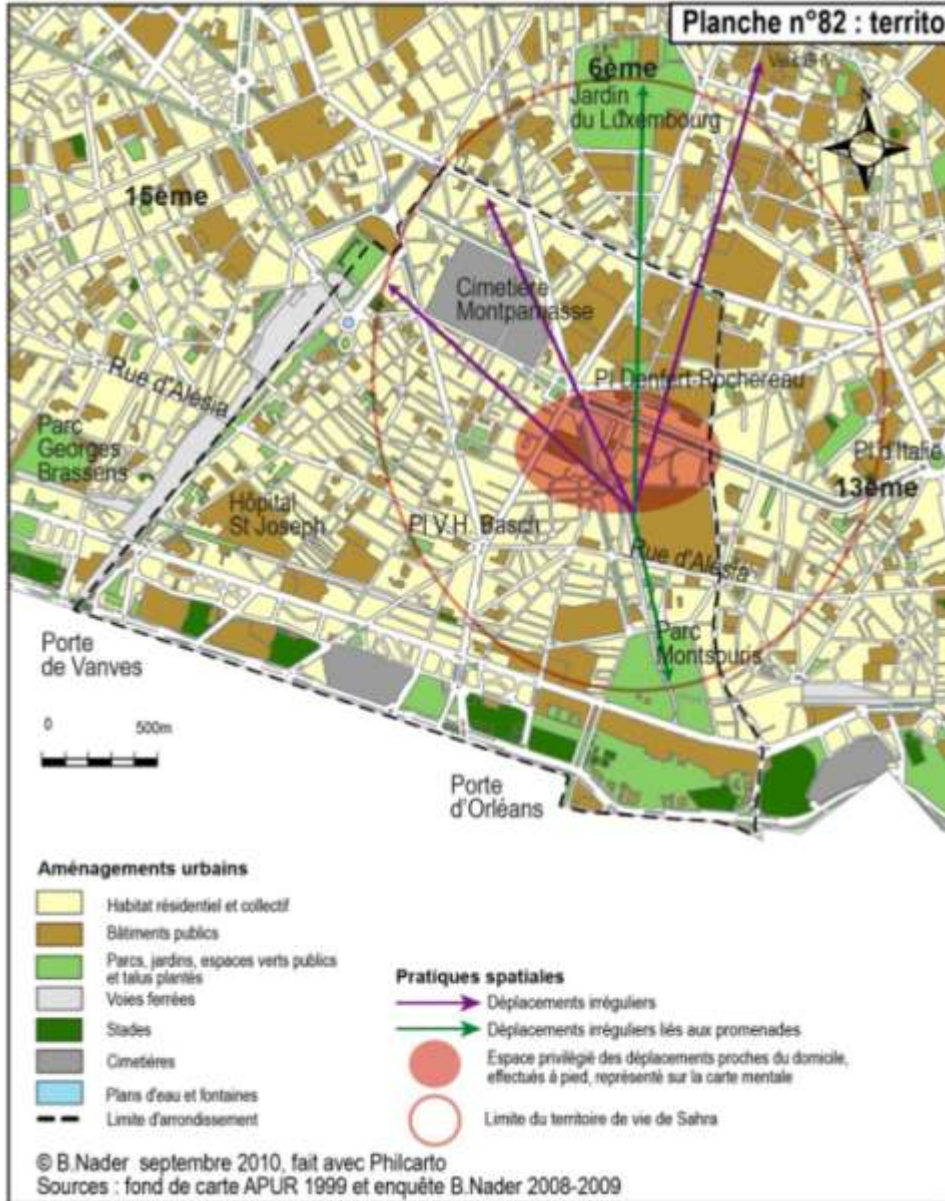 Planche n°82 : territo
6ème
Jardin
du Luxembourg
N
15ème
Cimetière
Montparnasse
Rue d'Alésia
Pl Denfert-Rochereau
Parc
Georges
Brassens
Pl d'Italie
13ème
Hôpital
St Joseph
Pl V.H. Basch
Rue d'Alésia
Parc
Montsouris
Porte
de Vanves
0 500m
Porte
d'Orléans
Aménagements urbains
Habitat résidentiel et collectif
Bâtiments publics
Parcs, jardins, espaces verts publics
et talus plantés
Voies ferrées
Stades
Cimetières
Plans d'eau et fontaines
Limite d'arrondissement
Pratiques spatiales
Déplacements irréguliers
Déplacements irréguliers liés aux promenades
Espace privilégié des déplacements proches du domicile,
effectués à pied, représenté sur la carte mentale
Limite du territoire de vie de Sahra
© B.Nader septembre 2010, fait avec Philcarto
Sources : fond de carte APUR 1999 et enquête B.Nader 2008-2009